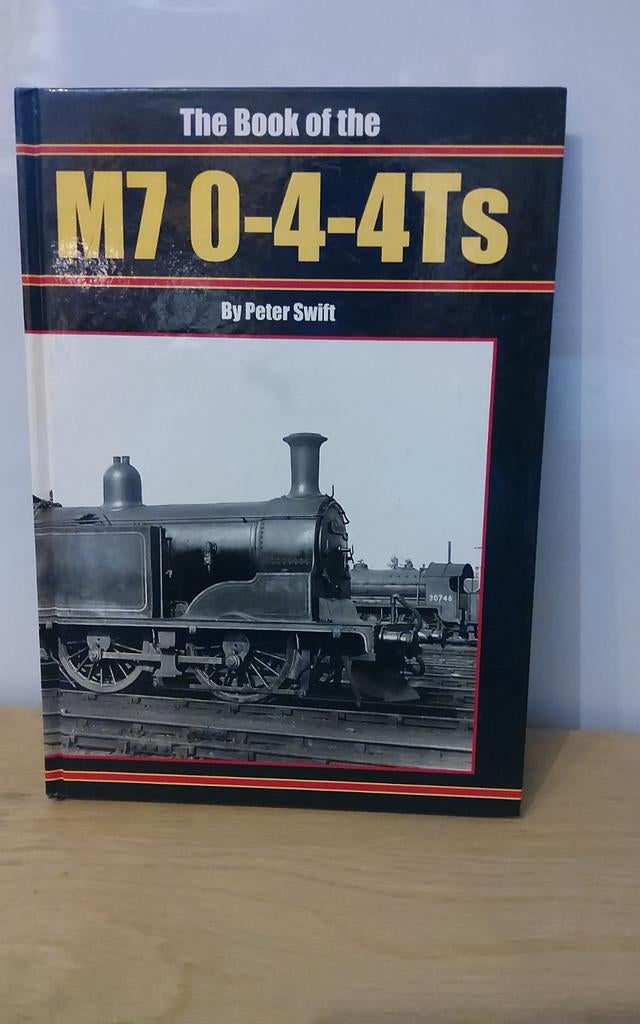 The Book of the
M7 0-4-4Ts
By Peter Swift
30746